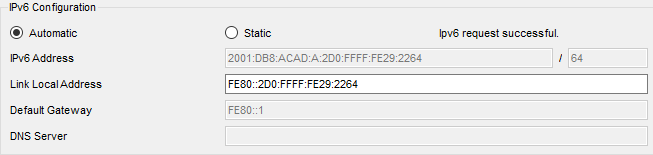 IPv6 Configuration
Automatic Static Ipv6 request successful.
IPv6 Address 2001:DB8:ACAD:A:2D0:FFFF:FE29:2264 / 64
Link Local Address FE80::2D0:FFFF:FE29:2264
Default Gateway FE80::1
DNS Server